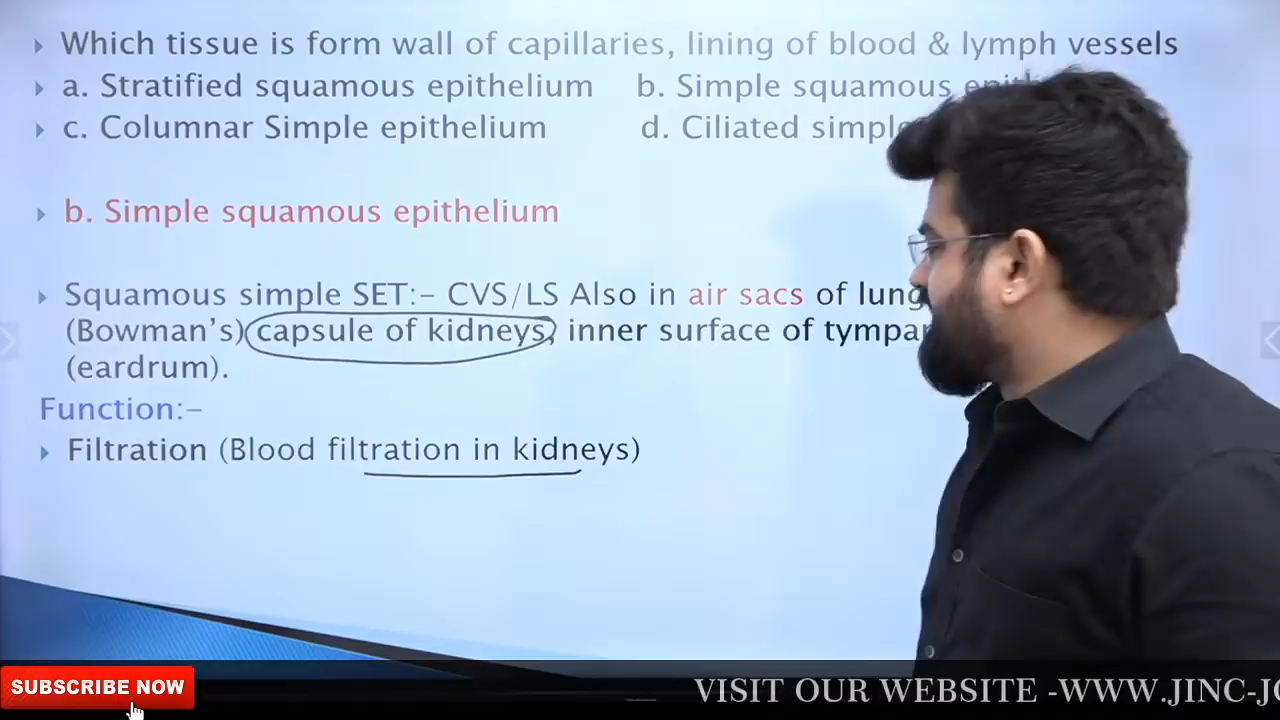 Which tissue is form wall of capillaries, lining of blood & lymph vessels
a. Stratified squamous epithelium b. Simple squamous
c. Columnar Simple epithelium d. Ciliated simple
b. Simple squamous epithelium
Squamous simple SET:- CVS/LS Also in air sacs of lung
(Bowman's) capsule of kidneys, inner surface of
(eardrum).
Function:-
Filtration (Blood filtration in kidneys)
SUBSCRIBE NOW
VISIT OUR WEBSITE -WWW.JINC-